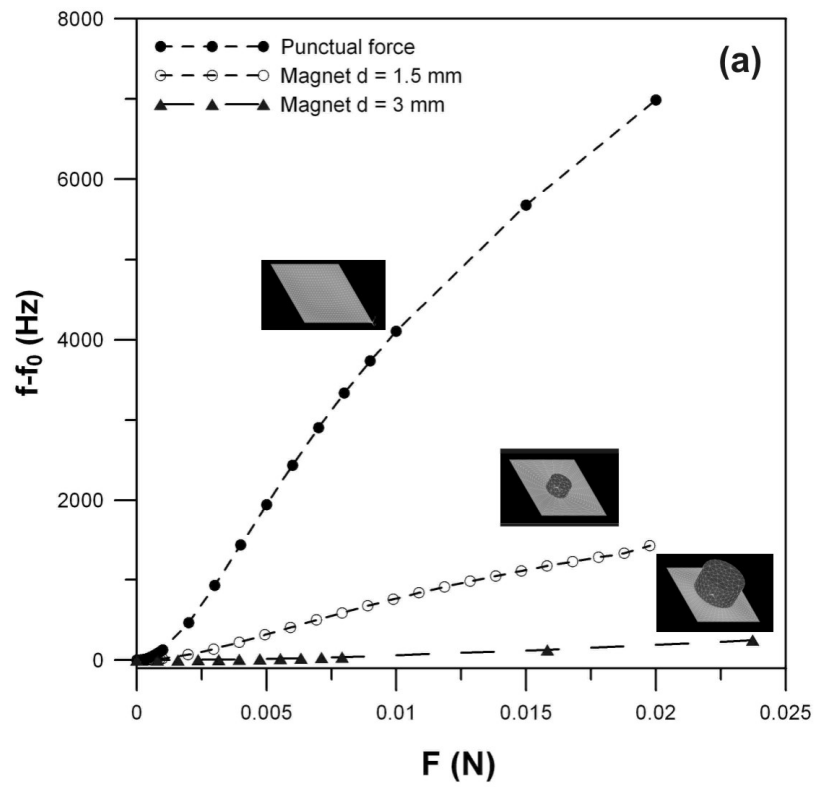 8000
(a)
Punctual force
Magnet d = 1.5 mm
Magnet d = 3 mm
6000
4000
2000
0
f-f0 (Hz)
0 0.005 0.01 0.015 0.02 0.025
F (N)